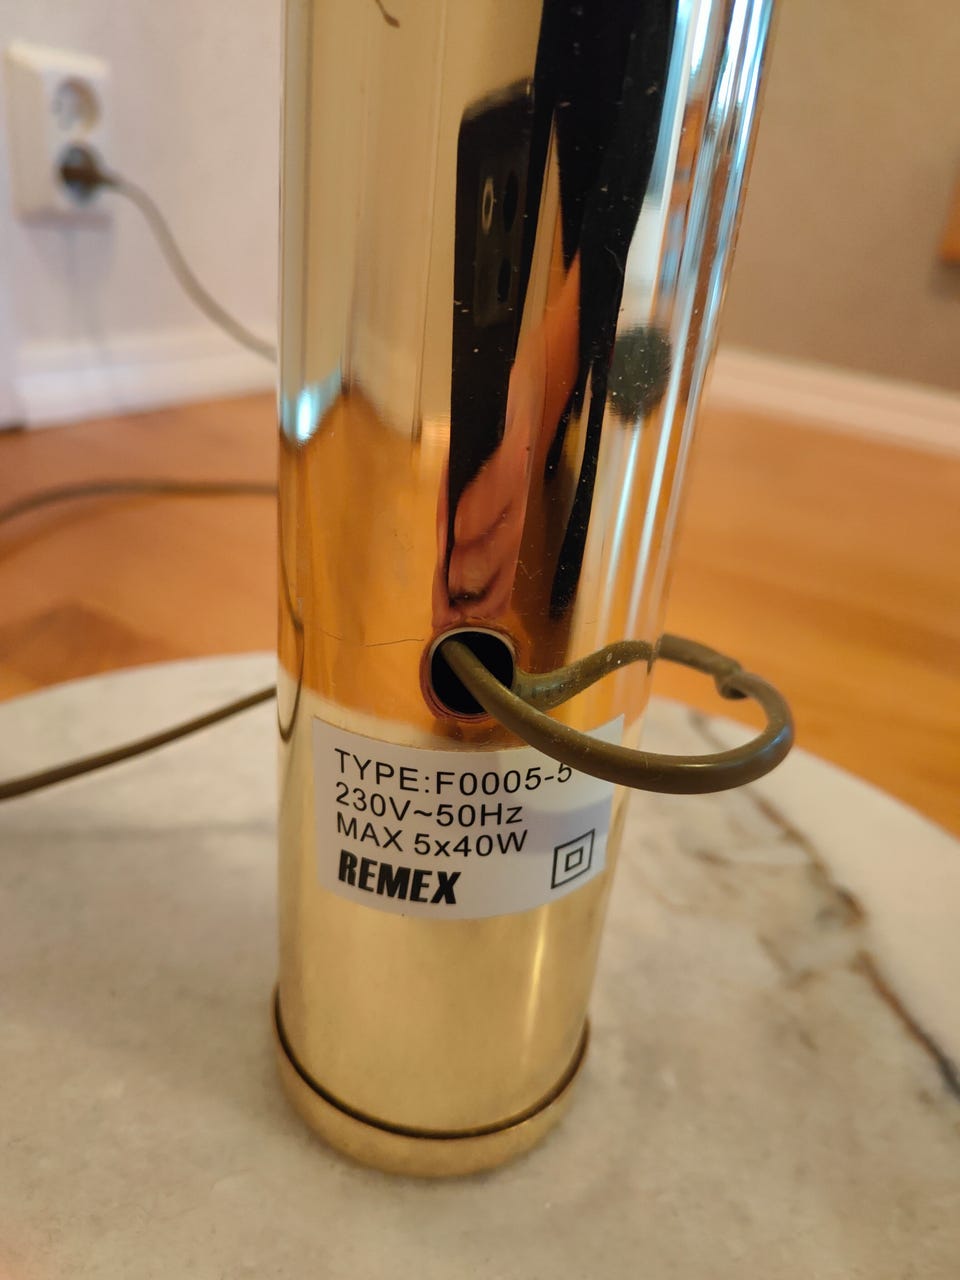 TYPE:F0005-5
230V~50Hz
MAX 5x40W
REMEX